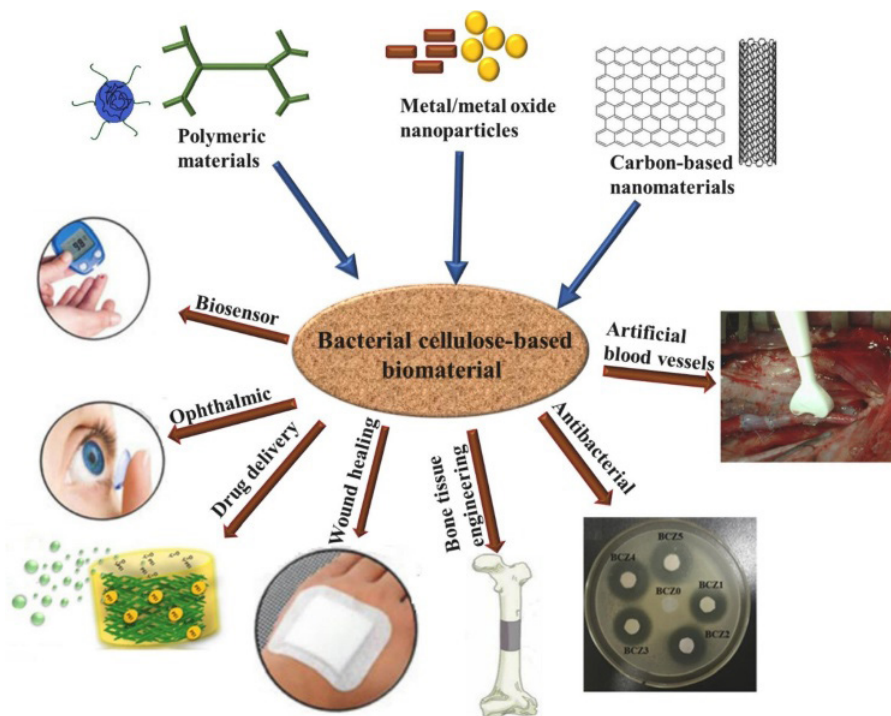 Polymeric
materials
Metal/metal oxide
nanoparticles
Carbon-based
nanomaterials
Bacterial cellulose-based
biomaterial
Biosensor
Ophthalmic
Drug delivery
Wound healing
Bone tissue
engineering
Antibacterial
Artificial
blood vessels
BCZ5
BCZ4
BCZ0
BCZ1
BCZ3
BCZ2